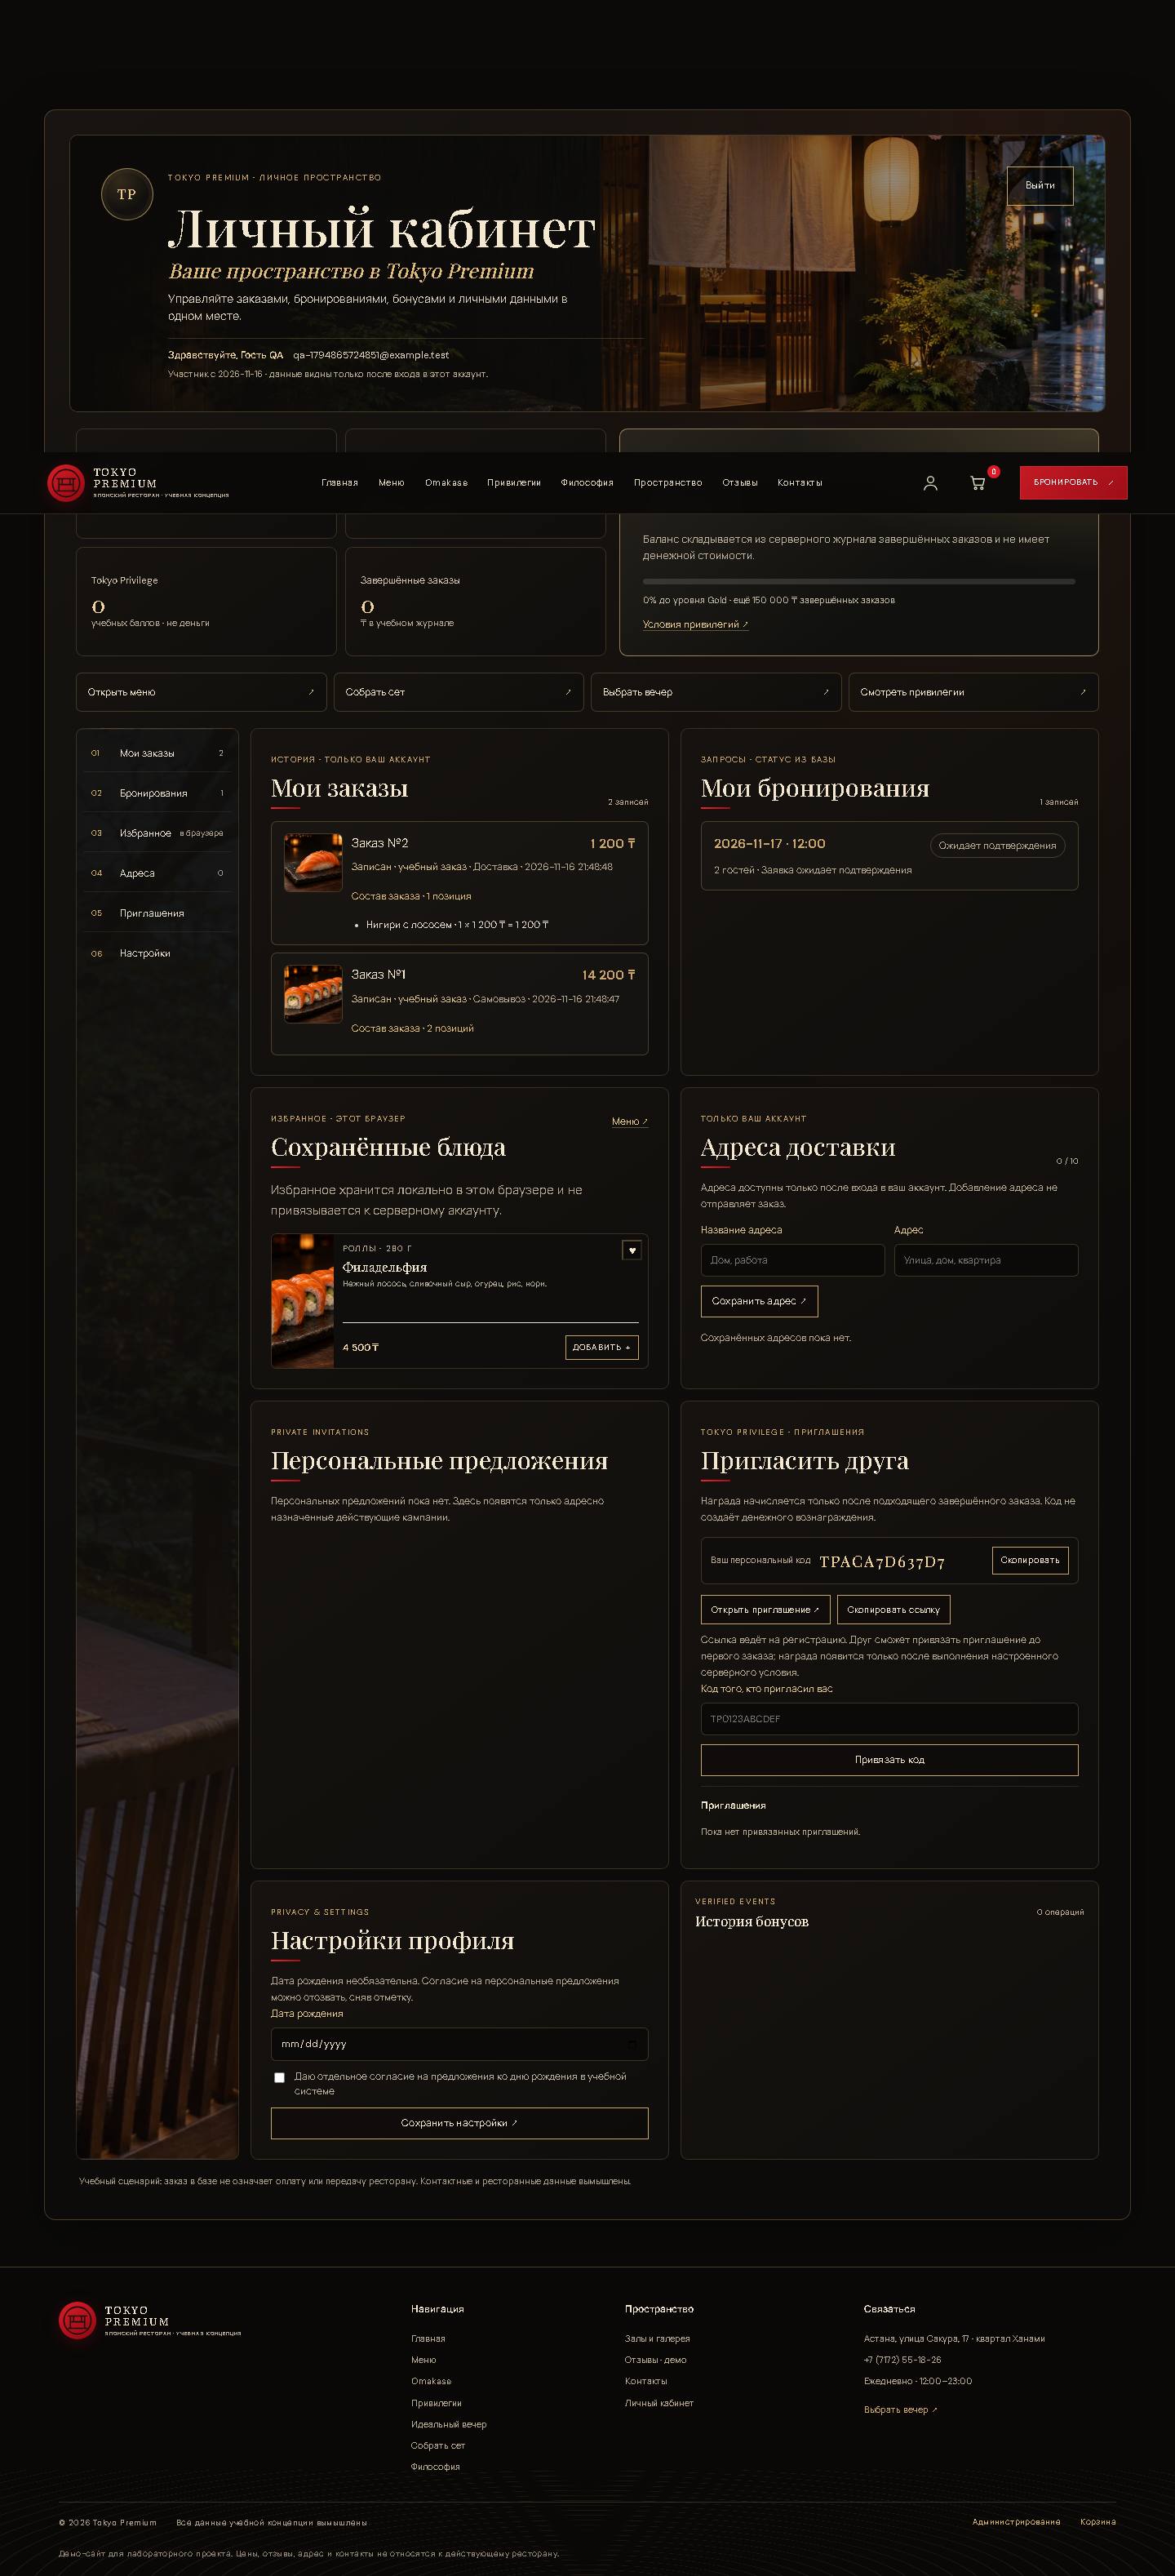 TP
TOKYO PREMIUM · ЛИЧНОЕ ПРОСТРАНСТВО
Выйти
Личный кабинет
Ваше пространство в Tokyo Premium
Управляйте заказами, бронированиями, бонусами и личными данными в
одном месте.
Здравствуйте, Гость QA qa-1794865724851@example.test
Участник с 2026-11-16 · данные видны только после входа в этот аккаунт.
TOKYO
PREMIUM
ЯПОНСКИЙ РЕСТОРАН · УЧЕБНАЯ КОНЦЕПЦИЯ
Главная Меню Omakase Привилегии Философия Пространство Отзывы Контакты
0
БРОНИРОВАТЬ ↗
Баланс складывается из серверного журнала завершённых заказов и не имеет
денежной стоимости.
0% до уровня Gold · ещё 150 000 ₸ завершённых заказов
Условия привилегий ↗
Tokyo Privilege
0
учебных баллов · не деньги
Завершённые заказы
0
₸ в учебном журнале
Открыть меню ↗
Собрать сет ↗
Выбрать вечер ↗
Смотреть привилегии ↗
01 Мои заказы 2
02 Бронирования 1
03 Избранное в браузере
04 Адреса 0
05 Приглашения
06 Настройки
ИСТОРИЯ · ТОЛЬКО ВАШ АККАУНТ
Мои заказы
2 записей
Заказ №2 1 200 ₸
Записан · учебный заказ · Доставка · 2026-11-16 21:48:48
Состав заказа · 1 позиция
• Нигири с лососем · 1 × 1 200 ₸ = 1 200 ₸
Заказ №1 14 200 ₸
Записан · учебный заказ · Самовывоз · 2026-11-16 21:48:47
Состав заказа · 2 позиций
ЗАПРОСЫ · СТАТУС ИЗ БАЗЫ
Мои бронирования
1 записей
2026-11-17 · 12:00 Ожидает подтверждения
2 гостей · Заявка ожидает подтверждения
ИЗБРАННОЕ · ЭТОТ БРАУЗЕР
Меню ↗
Сохранённые блюда
Избранное хранится локально в этом браузере и не
привязывается к серверному аккаунту.
РОЛЛЫ · 280 Г
♥
Филадельфия
Нежный лосось, сливочный сыр, огурец, рис, нори.
4 500 ₸ ДОБАВИТЬ +
ТОЛЬКО ВАШ АККАУНТ
Адреса доставки
0 / 10
Адреса доступны только после входа в ваш аккаунт. Добавление адреса не
отправляет заказ.
Название адреса Адрес
Дом, работа Улица, дом, квартира
Сохранить адрес ↗
Сохранённых адресов пока нет.
PRIVATE INVITATIONS
Персональные предложения
Персональных предложений пока нет. Здесь появятся только адресно
назначенные действующие кампании.
TOKYO PRIVILEGE · ПРИГЛАШЕНИЯ
Пригласить друга
Награда начисляется только после подходящего завершённого заказа. Код не
создаёт денежного вознаграждения.
Ваш персональный код TPACA7D637D7 Скопировать
Открыть приглашение ↗ Скопировать ссылку
Ссылка ведёт на регистрацию. Друг сможет привязать приглашение до
первого заказа; награда появится только после выполнения настроенного
серверного условия.
Код того, кто пригласил вас
TP0123ABCDEF
Привязать код
Приглашения
Пока нет привязанных приглашений.
PRIVACY & SETTINGS
Настройки профиля
Дата рождения необязательна. Согласие на персональные предложения
можно отозвать, сняв отметку.
Дата рождения
mm/dd/yyyy
Даю отдельное согласие на предложения ко дню рождения в учебной
системе
Сохранить настройки ↗
VERIFIED EVENTS
История бонусов
0 операций
Учебный сценарий: заказ в базе не означает оплату или передачу ресторану. Контактные и ресторанные данные вымышлены.
TOKYO
PREMIUM
ЯПОНСКИЙ РЕСТОРАН · УЧЕБНАЯ КОНЦЕПЦИЯ
Навигация
Главная
Меню
Omakase
Привилегии
Идеальный вечер
Собрать сет
Философия
Пространство
Залы и галерея
Отзывы · демо
Контакты
Личный кабинет
Связаться
Астана, улица Сакура, 17 · квартал Ханами
+7 (7172) 55-18-26
Ежедневно · 12:00–23:00
Выбрать вечер ↗
© 2026 Tokyo Premium Все данные учебной концепции вымышлены
Администрирование Корзина
Демо-сайт для лабораторного проекта. Цены, отзывы, адрес и контакты не относятся к действующему ресторану.